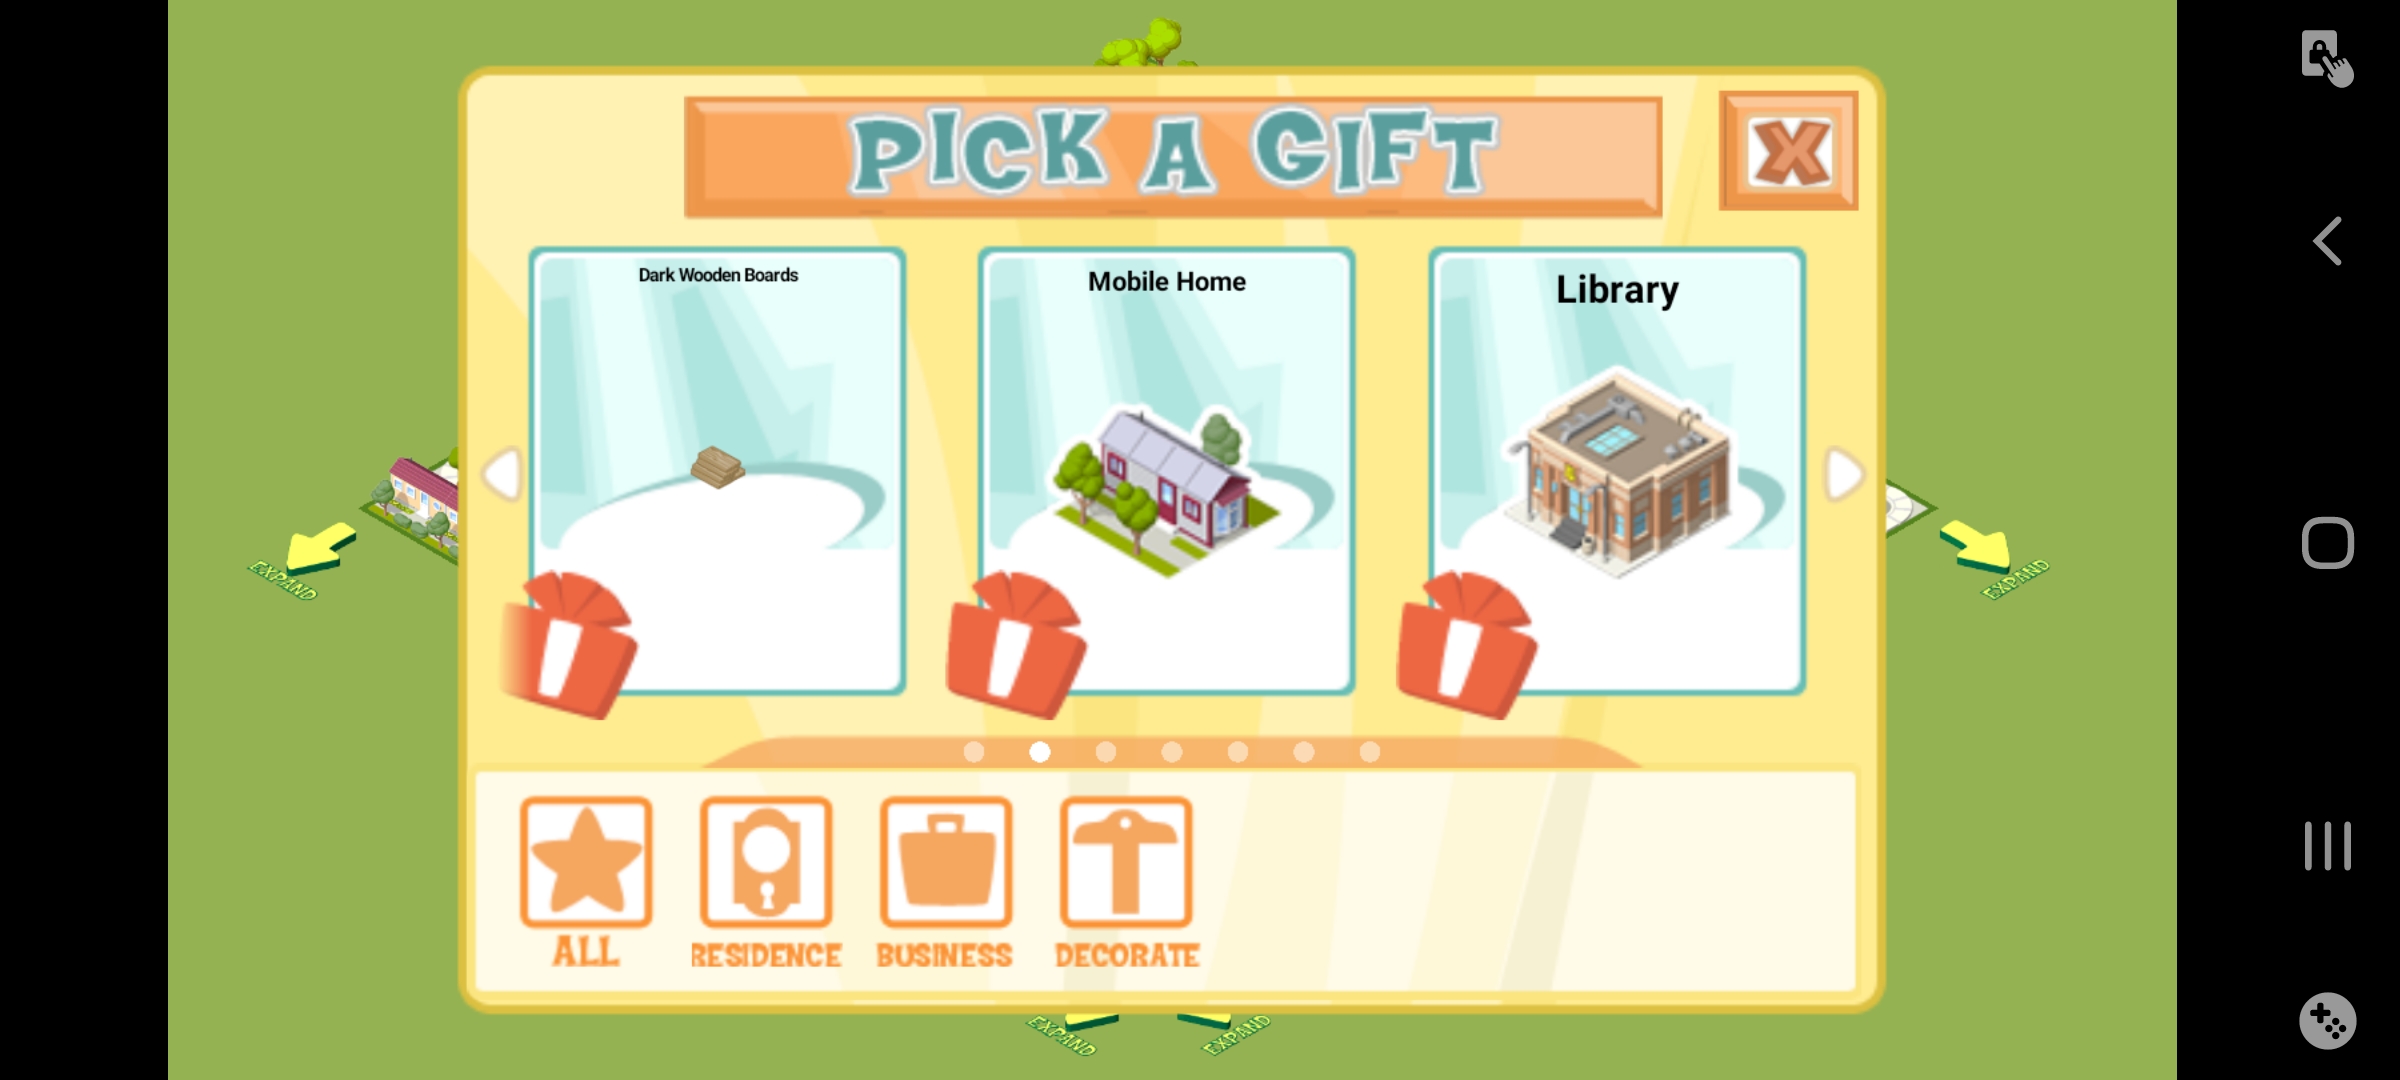 PICK A GIFT
X
Dark Wooden Boards
Mobile Home
Library
EXPAND
EXPAND
ALL
RESIDENCE
BUSINESS
DECORATE
EXPAND
EXPAND